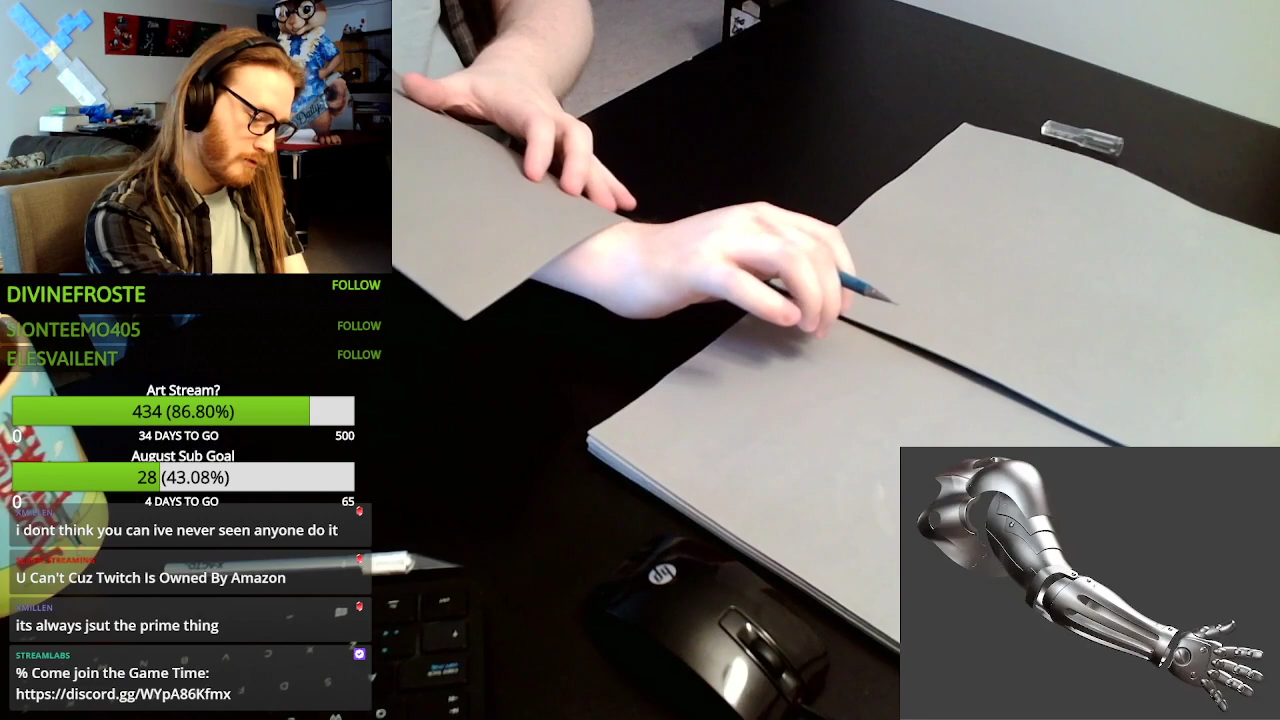 DIVINEFROSTE FOLLOW
SIONTEEMO405 FOLLOW
ELESVAILENT FOLLOW
Art Stream?
434 (86.80%)
0 34 DAYS TO GO 500
August Sub Goal
28 (43.08%)
0 4 DAYS TO GO 65
XMILLEN
i dont think you can ive never seen anyone do it
U Can't Cuz Twitch Is Owned By Amazon
XMILLEN
its always jsut the prime thing
STREAMLABS
% Come join the Game Time:
https://discord.gg/WYpA86Kfmx
hp